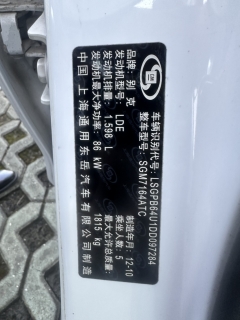 品牌：别克
发动机型号：LDE
发动机排量：1.598 L
发动机最大净功率：86 kW
中国 上海通用东岳汽车有限公司制造
制造年月：12-10
乘坐人数：5
最大允许总质量：1815 kg
车辆识别代号：LSGPB64U1DD097284
整车型号：SGM7164ATC